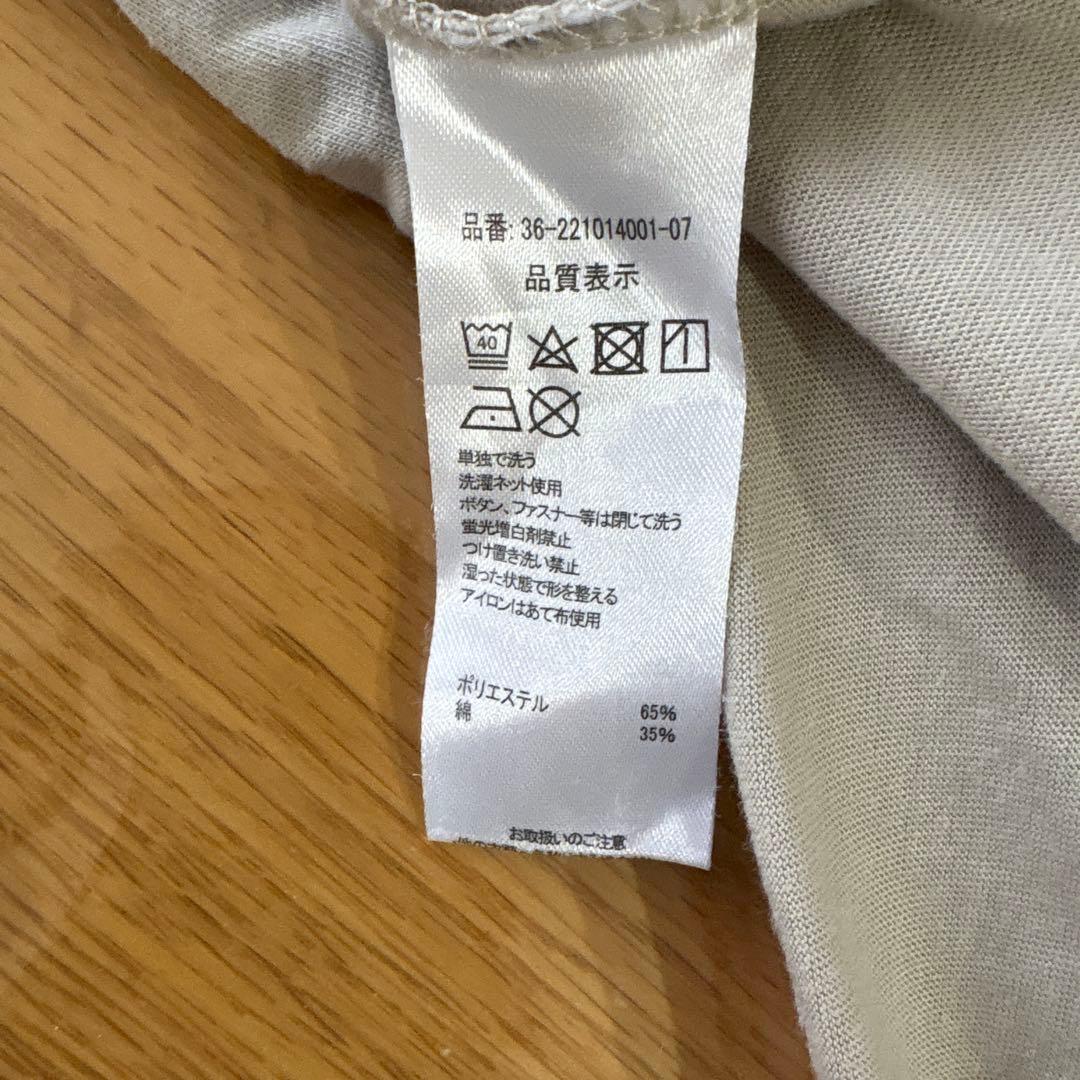 品番: 36-221014001-07
品質表示
40
単独で洗う
洗濯ネット使用
ボタン、ファスナー等は閉じて洗う
蛍光増白剤禁止
つけ置き洗い禁止
湿った状態で形を整える
アイロンはあて布使用
ポリエステル 65%
綿 35%
お取扱いのご注意